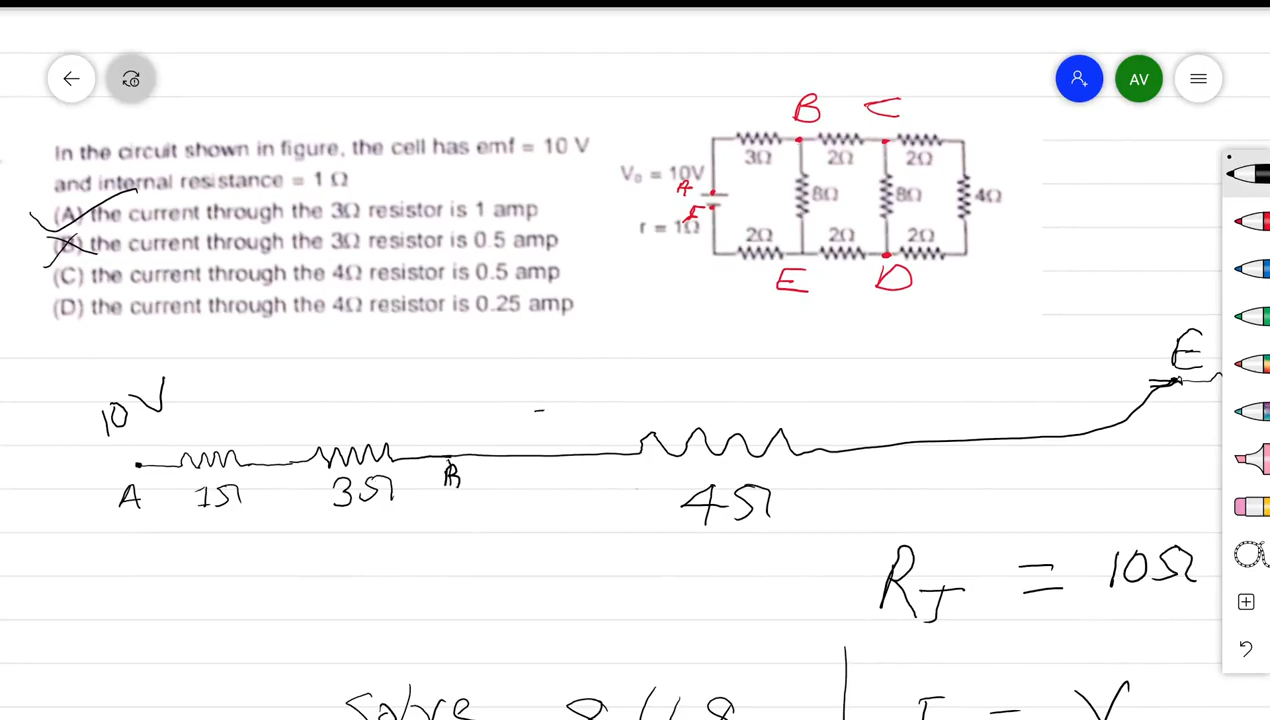 AV
B C
In the circuit shown in figure, the cell has emf = 10 V
and internal resistance = 1 Ω
(A) the current through the 3Ω resistor is 1 amp
(B) the current through the 3Ω resistor is 0.5 amp
(C) the current through the 4Ω resistor is 0.5 amp
(D) the current through the 4Ω resistor is 0.25 amp
3Ω 2Ω 2Ω
V₀ = 10V
A
8Ω 8Ω 4Ω
r = 1Ω
2Ω 2Ω 2Ω
E D
E
10V
A 1Ω 3Ω B 4Ω
R_T = 10Ω
solve 8118
I = V